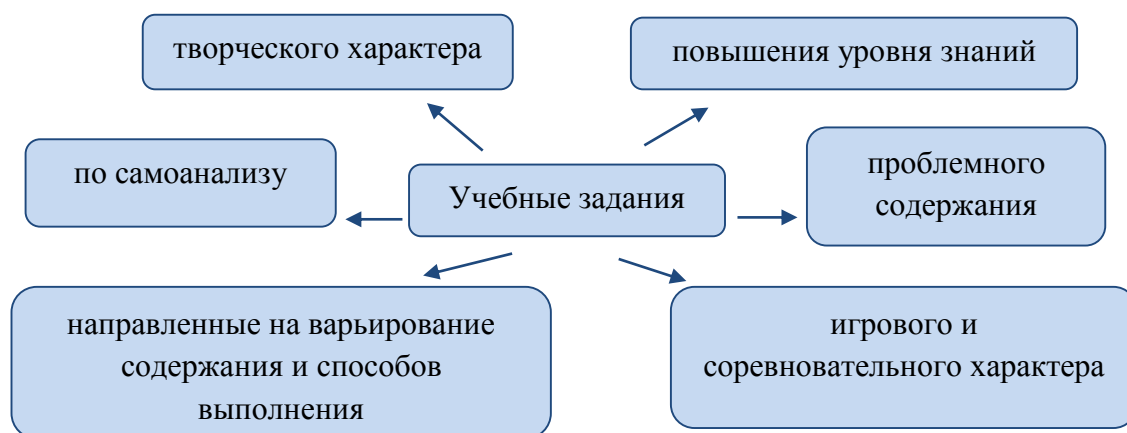 творческого характера
повышения уровня знаний
по самоанализу
Учебные задания
проблемного
содержания
направленные на варьирование
содержания и способов
выполнения
игрового и
соревновательного характера